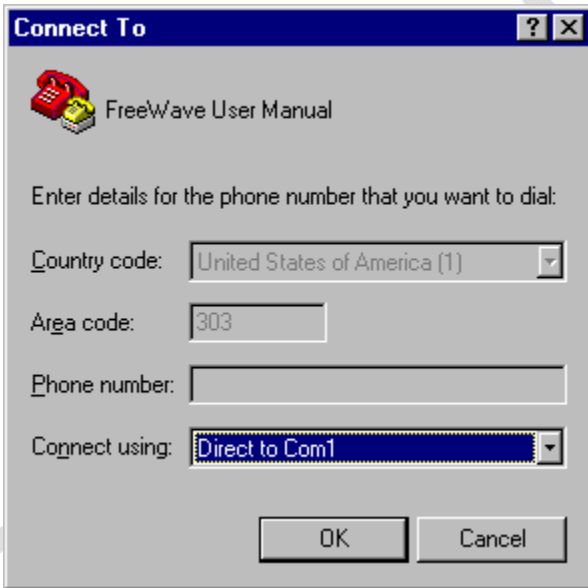 Connect To
FreeWave User Manual
Enter details for the phone number that you want to dial:
Country code: United States of America (1)
Area code: 303
Phone number:
Connect using: Direct to Com1
OK Cancel